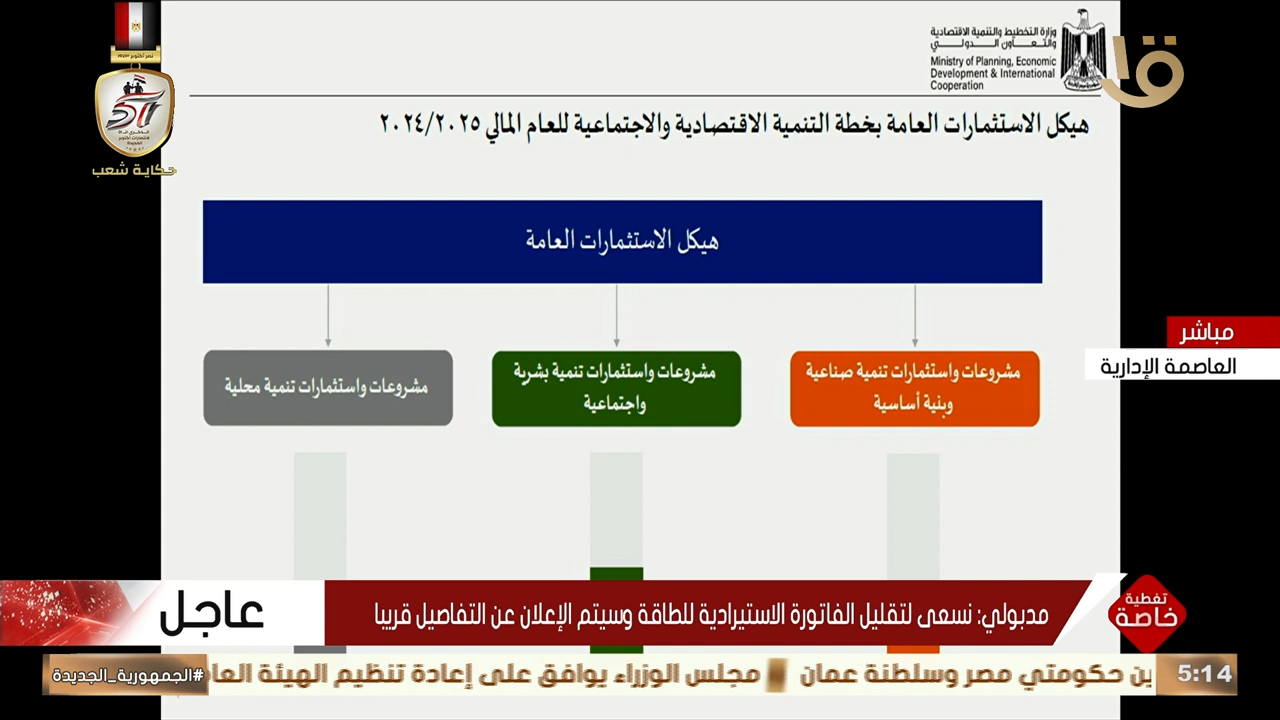 وزارة التخطيط والتنمية الاقتصادية
والتعاون الدولي
Ministry of Planning, Economic
Development & International
Cooperation
نصر أكتوبر ١٩٧٣
51
حكاية شعب
هيكل الاستثمارات العامة بخطة التنمية الاقتصادية والاجتماعية للعام المالي ٢٠٢٤/٢٠٢٥
هيكل الاستثمارات العامة
مشروعات واستثمارات تنمية صناعية
وبنية أساسية
مشروعات واستثمارات تنمية بشرية
واجتماعية
مشروعات واستثمارات تنمية محلية
مباشر
العاصمة الإدارية
تغطية
خاصة
مدبولي: نسعى لتقليل الفاتورة الاستيرادية للطاقة وسيتم الإعلان عن التفاصيل قريبا
عاجل
5:14
ين حكومتي مصر وسلطنة عمان
مجلس الوزراء يوافق على إعادة تنظيم الهيئة العا
#الجمهورية_الجديدة